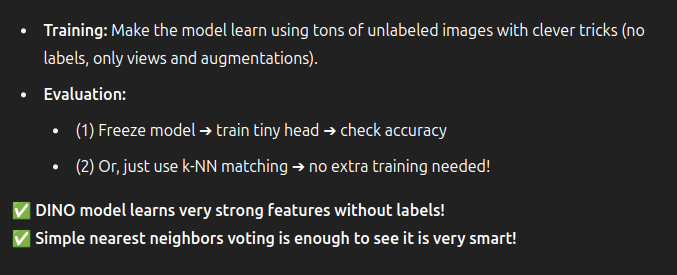 • Training: Make the model learn using tons of unlabeled images with clever tricks (no
labels, only views and augmentations).
• Evaluation:
• (1) Freeze model ➔ train tiny head ➔ check accuracy
• (2) Or, just use k-NN matching ➔ no extra training needed!
✅ DINO model learns very strong features without labels!
✅ Simple nearest neighbors voting is enough to see it is very smart!